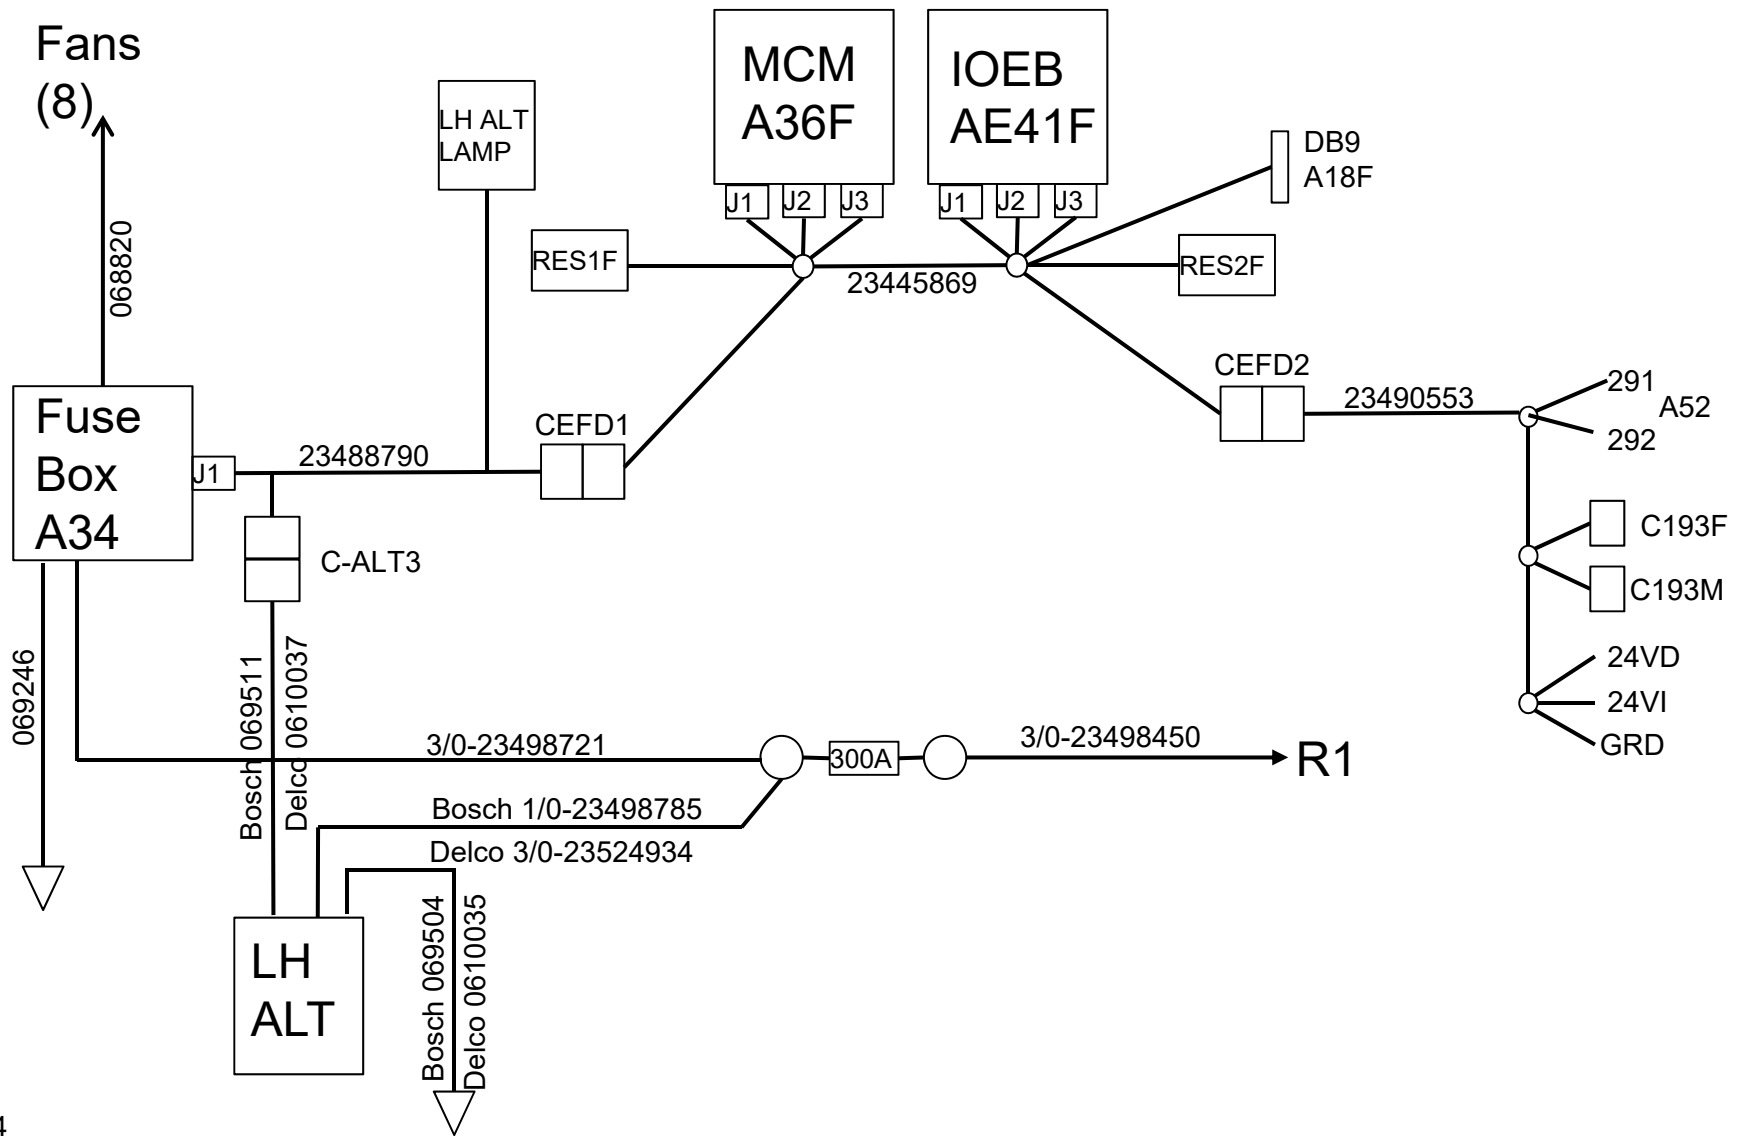 Fans
(8)
068820
LH ALT
LAMP
MCM
A36F
J1
J2
J3
IOEB
AE41F
J1
J2
J3
DB9
A18F
RES1F
23445869
RES2F
CEFD2
23490553
291
A52
292
Fuse
Box
A34
J1
23488790
CEFD1
C-ALT3
C193F
C193M
24VD
24VI
GRD
069246
Bosch 069511
Delco 0610037
3/0-23498721
300A
3/0-23498450
R1
Bosch 1/0-23498785
Delco 3/0-23524934
LH
ALT
Bosch 069504
Delco 0610035
4